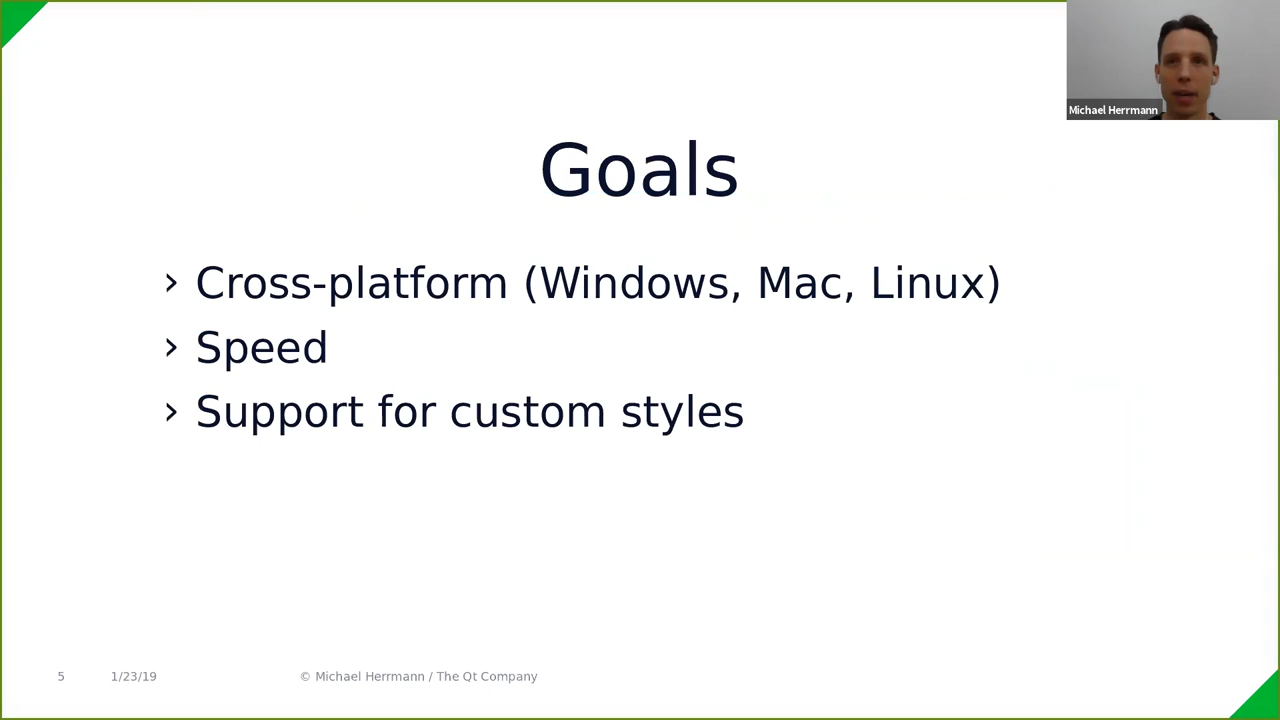 Michael Herrmann
Goals
› Cross-platform (Windows, Mac, Linux)
› Speed
› Support for custom styles
5 1/23/19 © Michael Herrmann / The Qt Company